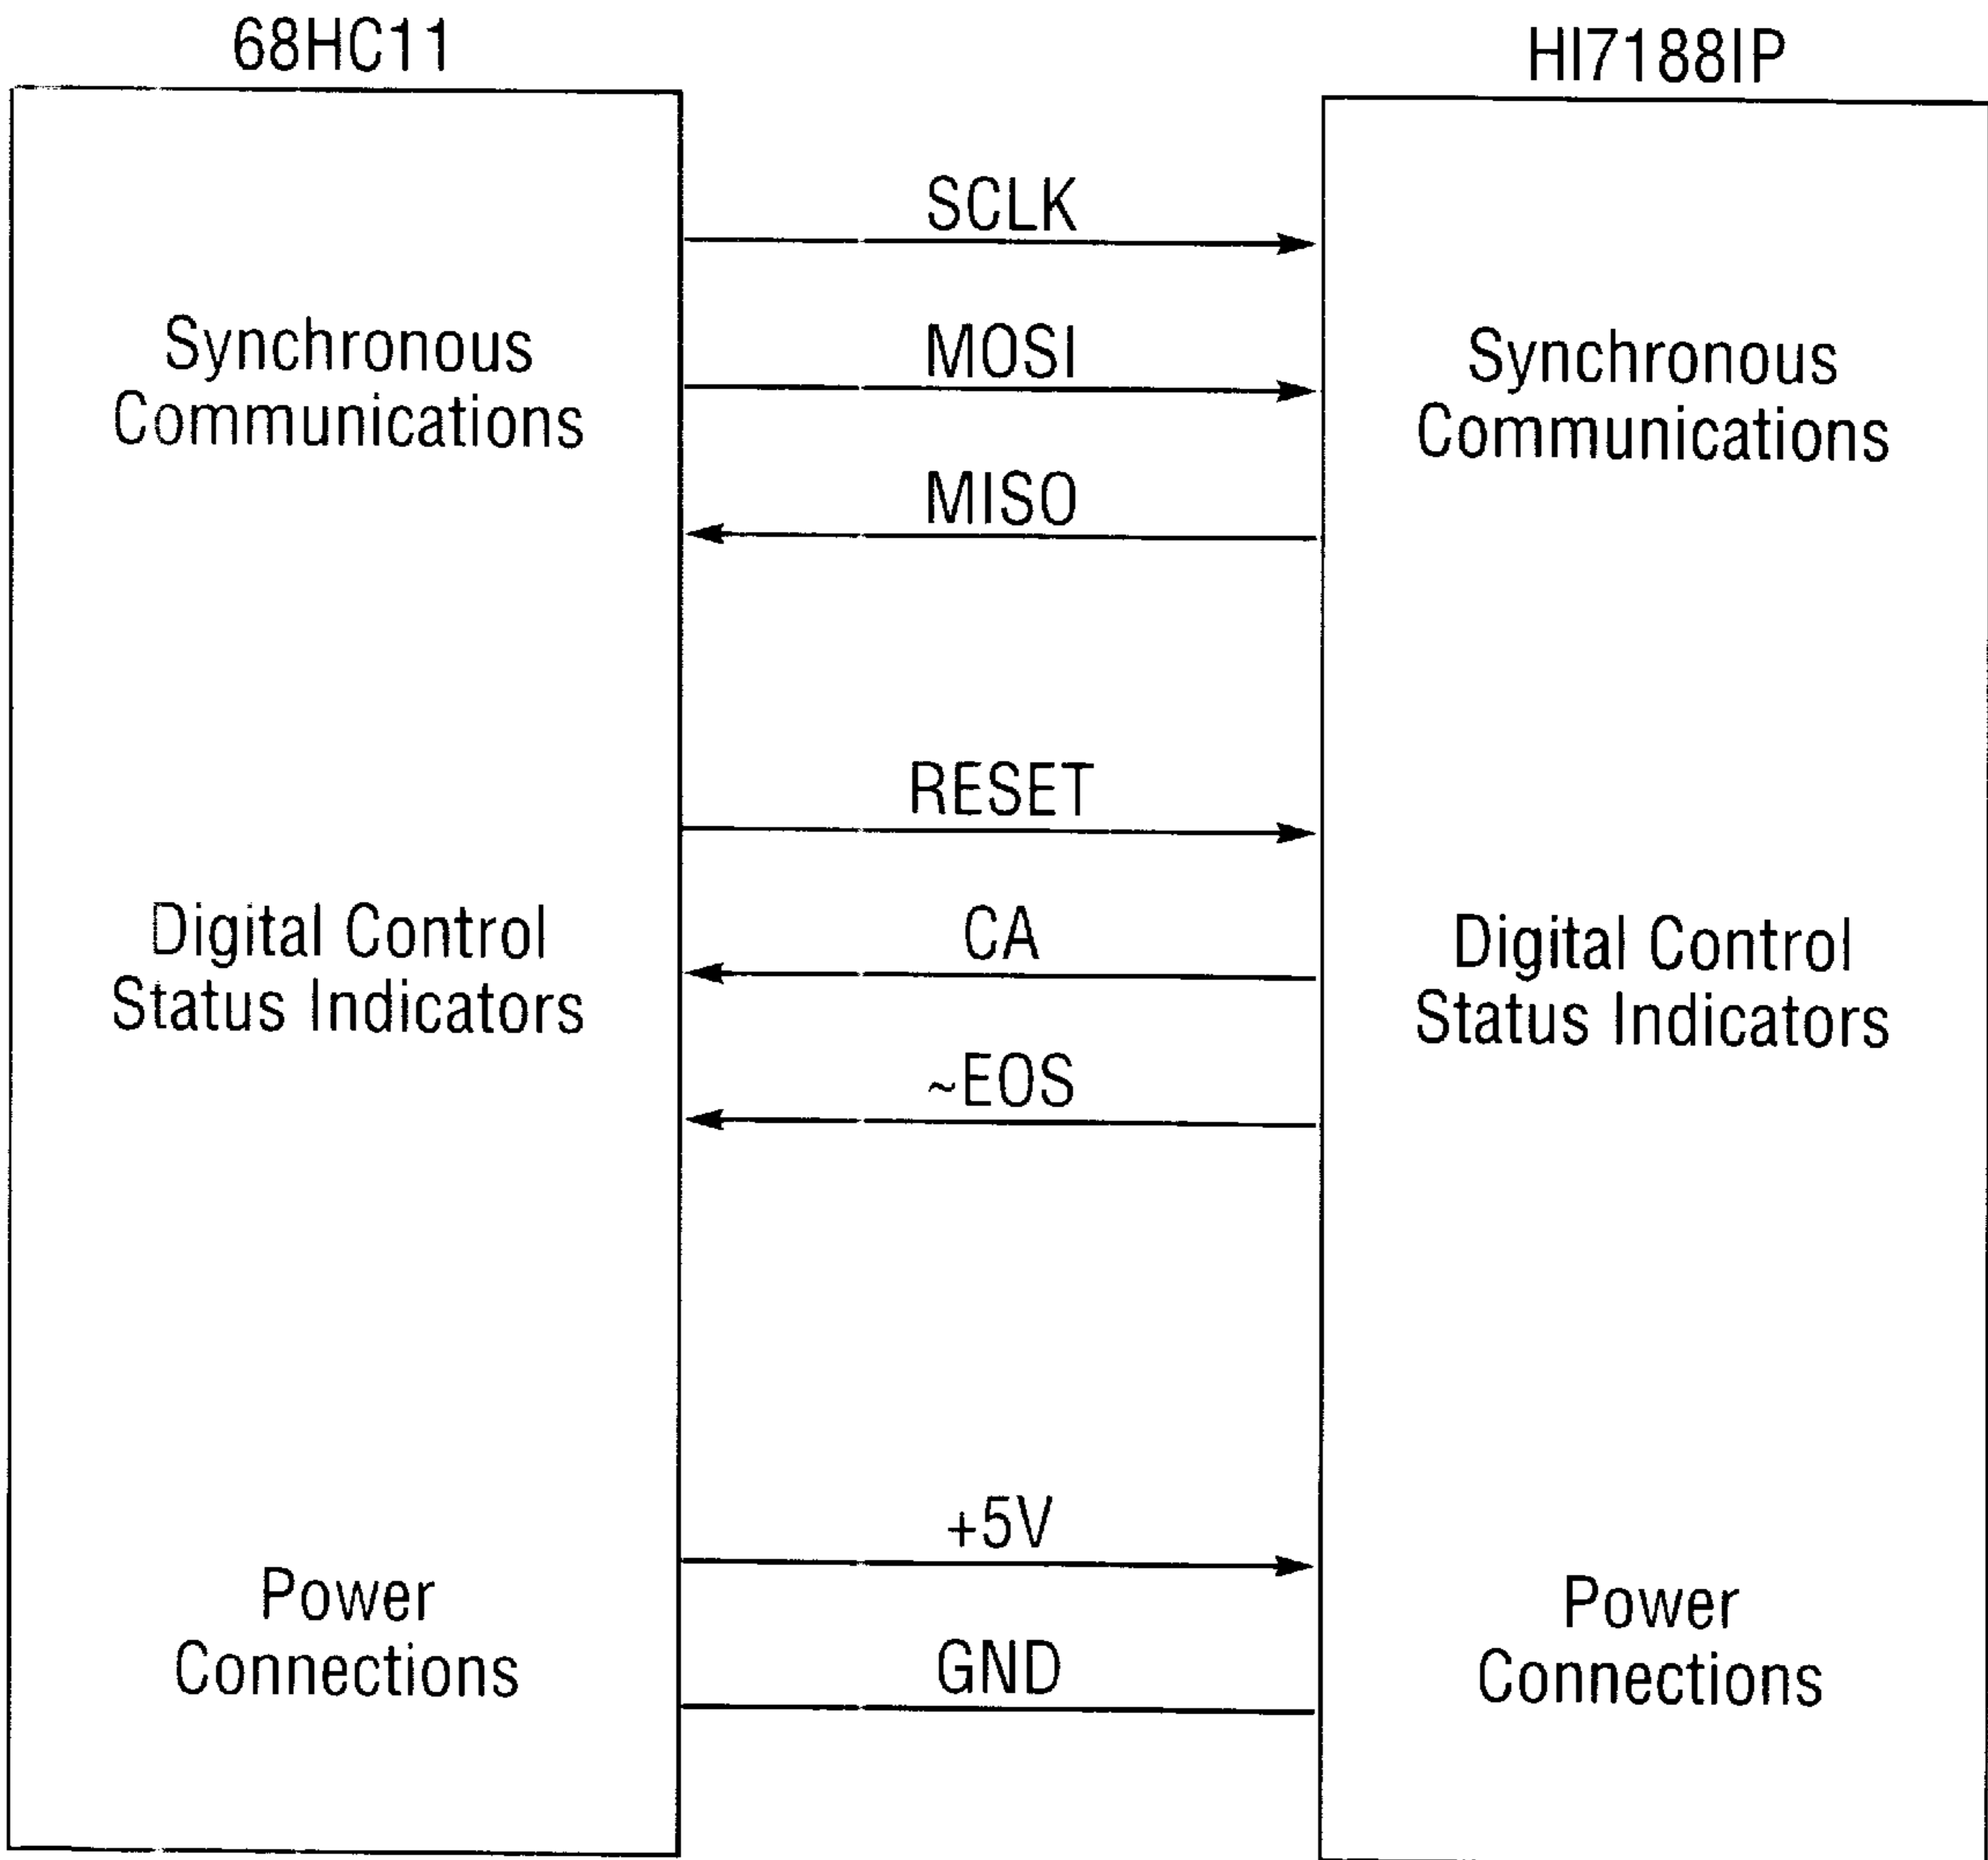 68HC11
HI7188IP
SCLK
Synchronous
Communications
MOSI
Synchronous
Communications
MISO
RESET
Digital Control
Status Indicators
CA
Digital Control
Status Indicators
~EOS
+5V
Power
Connections
GND
Power
Connections